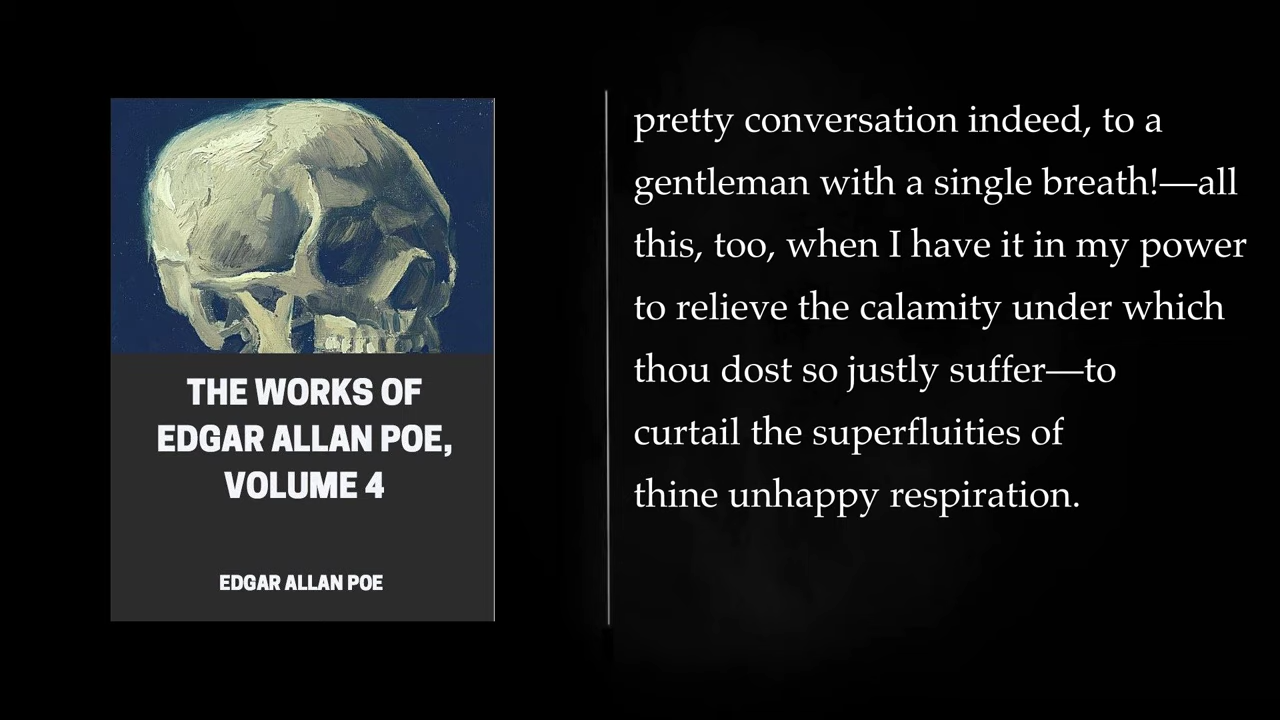 THE WORKS OF
EDGAR ALLAN POE,
VOLUME 4
EDGAR ALLAN POE
pretty conversation indeed, to a
gentleman with a single breath!—all
this, too, when I have it in my power
to relieve the calamity under which
thou dost so justly suffer—to
curtail the superfluities of
thine unhappy respiration.